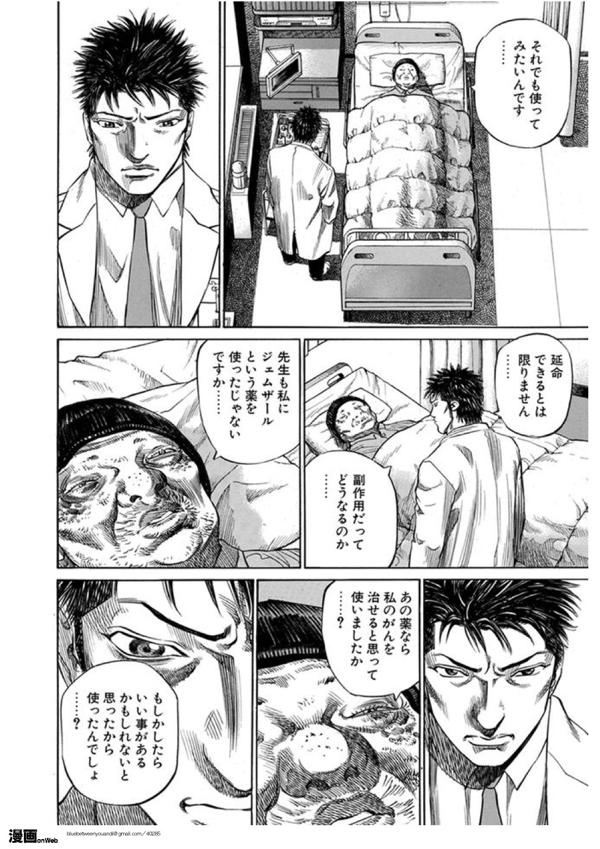 それでも使って
みたいんです
……
延命
できるとは
限りません
……
副作用だって
どうなるのか
……
先生も私に
ジェムザール
という薬を
使ったじゃない
ですか……
あの薬なら
私のがんを
治せると思って
使いましたか
……？
もしかしたら
いい事がある
かもしれないと
思ったから
使ったんでしょ
……？
漫画onWeb
bluebetweenyouandi@gmail.com／40285